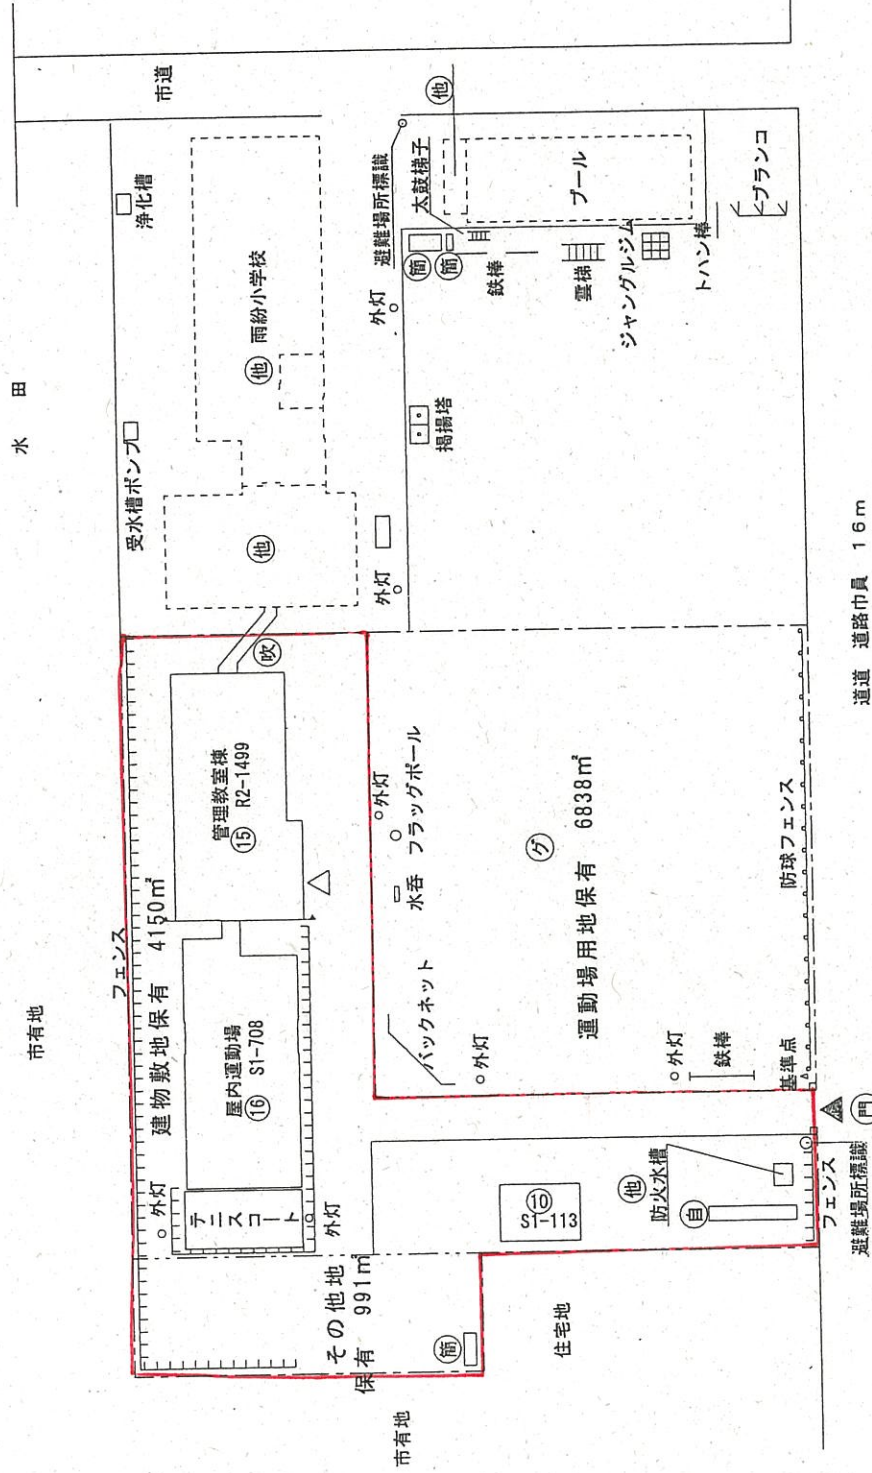 水田
市有地
市道
浄化槽
受水槽ポンプ
他 雨紛小学校
他
避難場所標識
太鼓梯子
他
プール
簡
簡
鉄棒
雲梯
ジャングルジム
トハン棒
ブランコ
外灯
掲揚塔
外灯
吹
フェンス
建物敷地保有 4150㎡
管理教室棟
15 R2-1499
屋内運動場
16 S1-708
外灯
テニスコート
外灯
外灯
フラッグポール
水呑
バックネット
外灯
グ
運動場用地保有 6838㎡
防球フェンス
外灯
鉄棒
基準点
道道 道路巾員 16m
その他地
保有 991㎡
簡
10
S1-113
他
防火水槽
自
フェンス
避難場所標識
門
住宅地
市有地